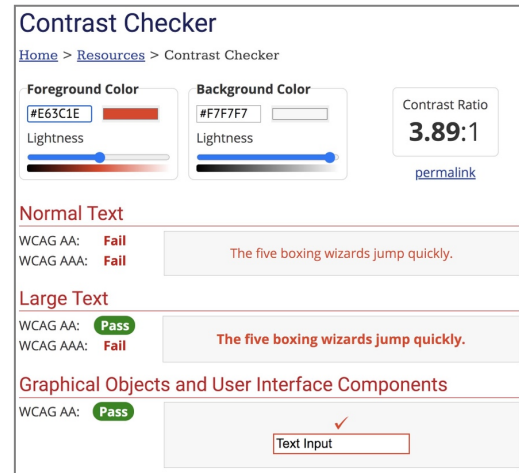 Contrast Checker
Home > Resources > Contrast Checker
Foreground Color
#E63C1E
Lightness
Background Color
#F7F7F7
Lightness
Contrast Ratio
3.89:1
permalink
Normal Text
WCAG AA: Fail
WCAG AAA: Fail
The five boxing wizards jump quickly.
Large Text
WCAG AA: Pass
WCAG AAA: Fail
The five boxing wizards jump quickly.
Graphical Objects and User Interface Components
WCAG AA: Pass
Text Input